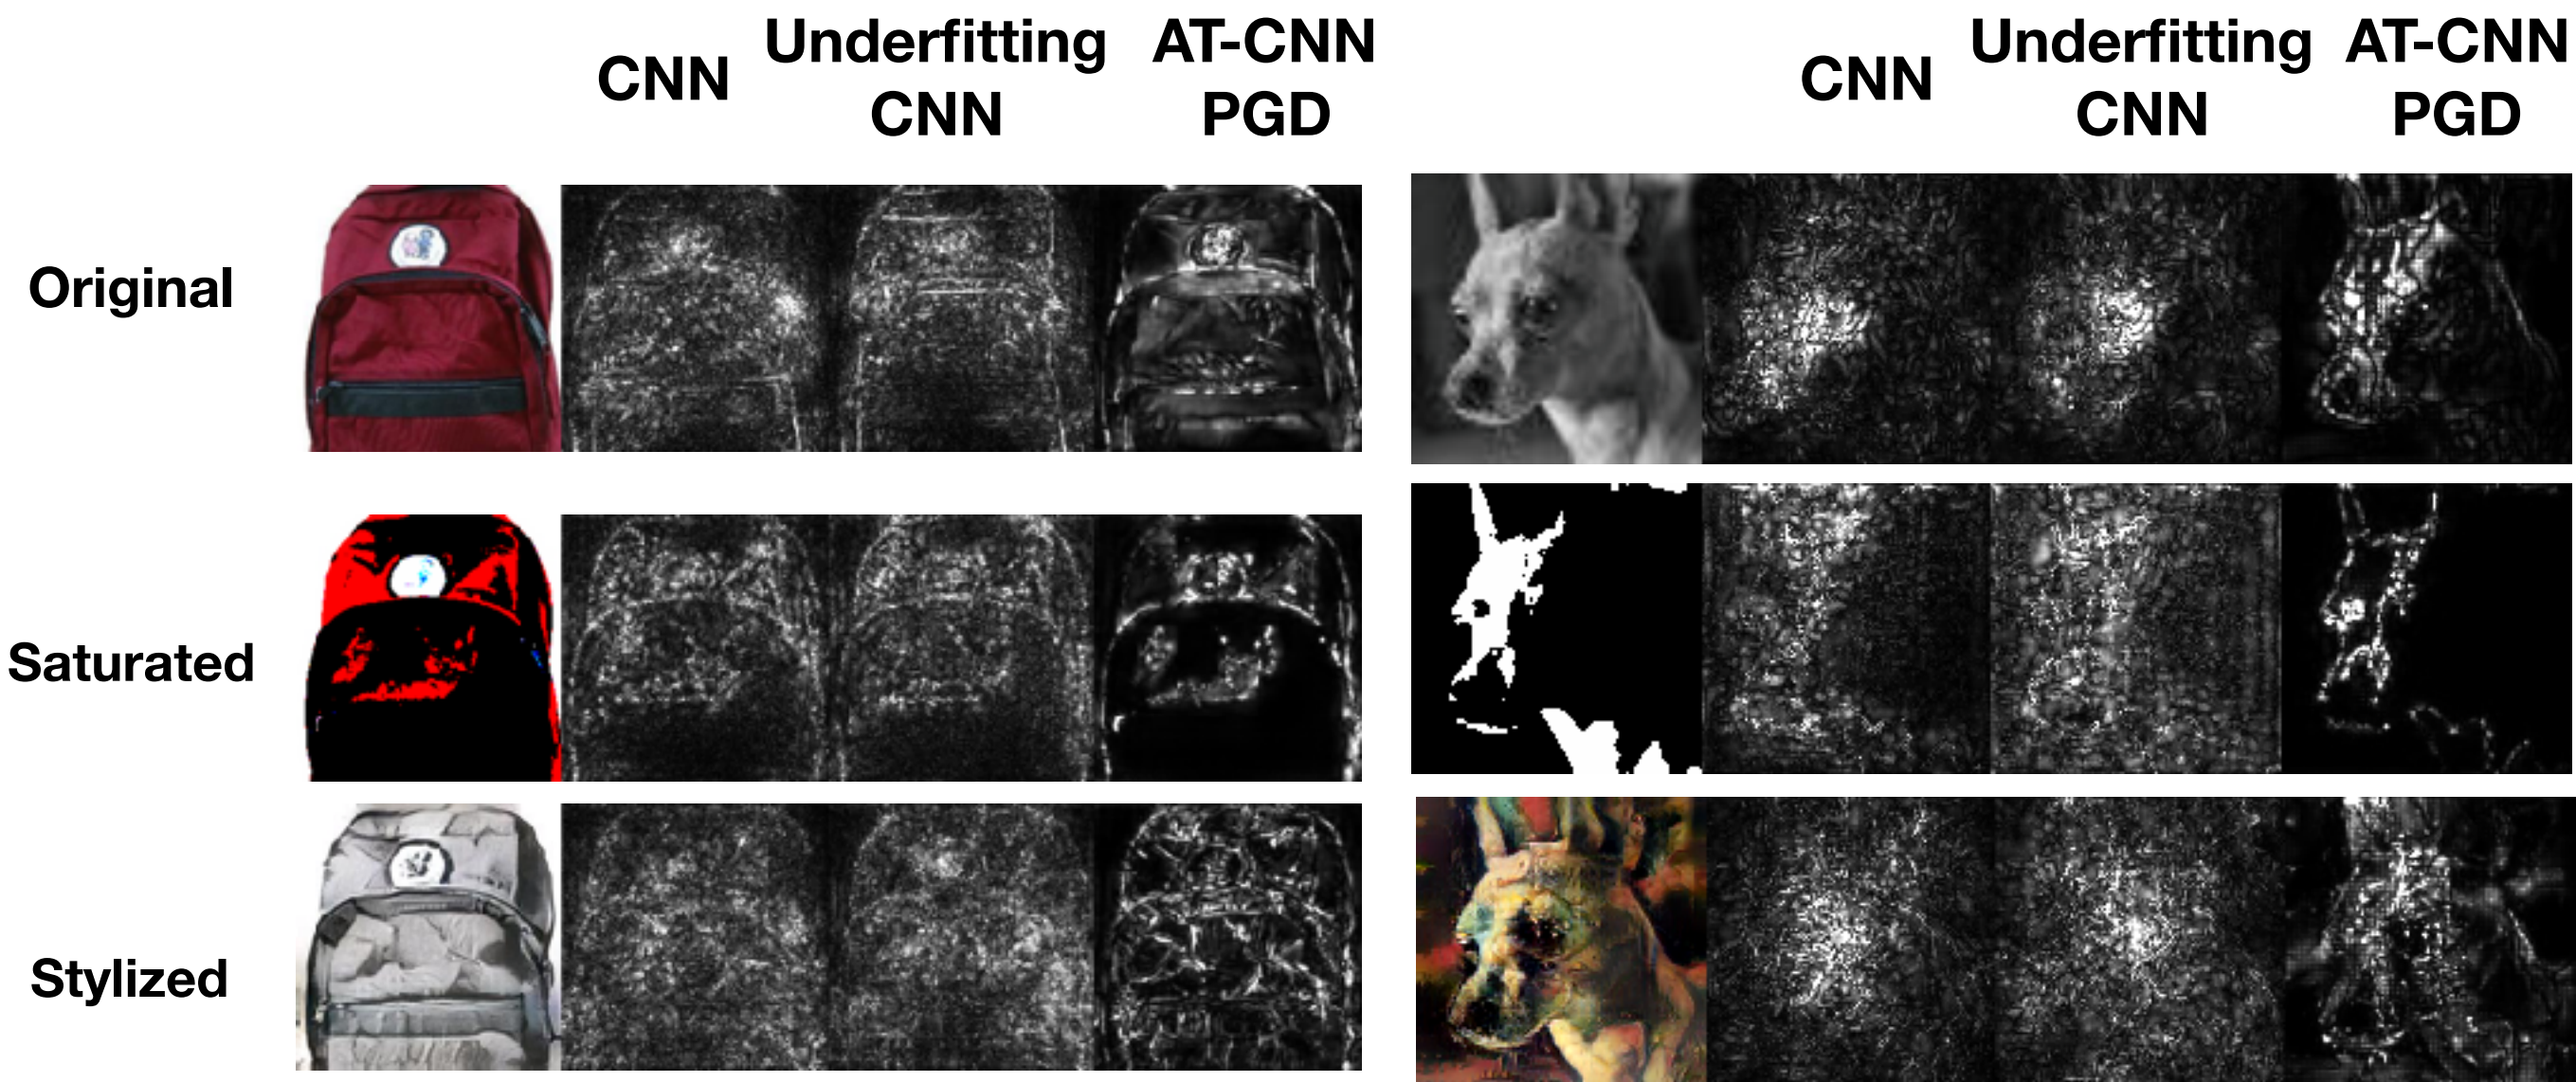 CNN
Underfitting
CNN
AT-CNN
PGD
CNN
Underfitting
CNN
AT-CNN
PGD
Original
Saturated
Stylized